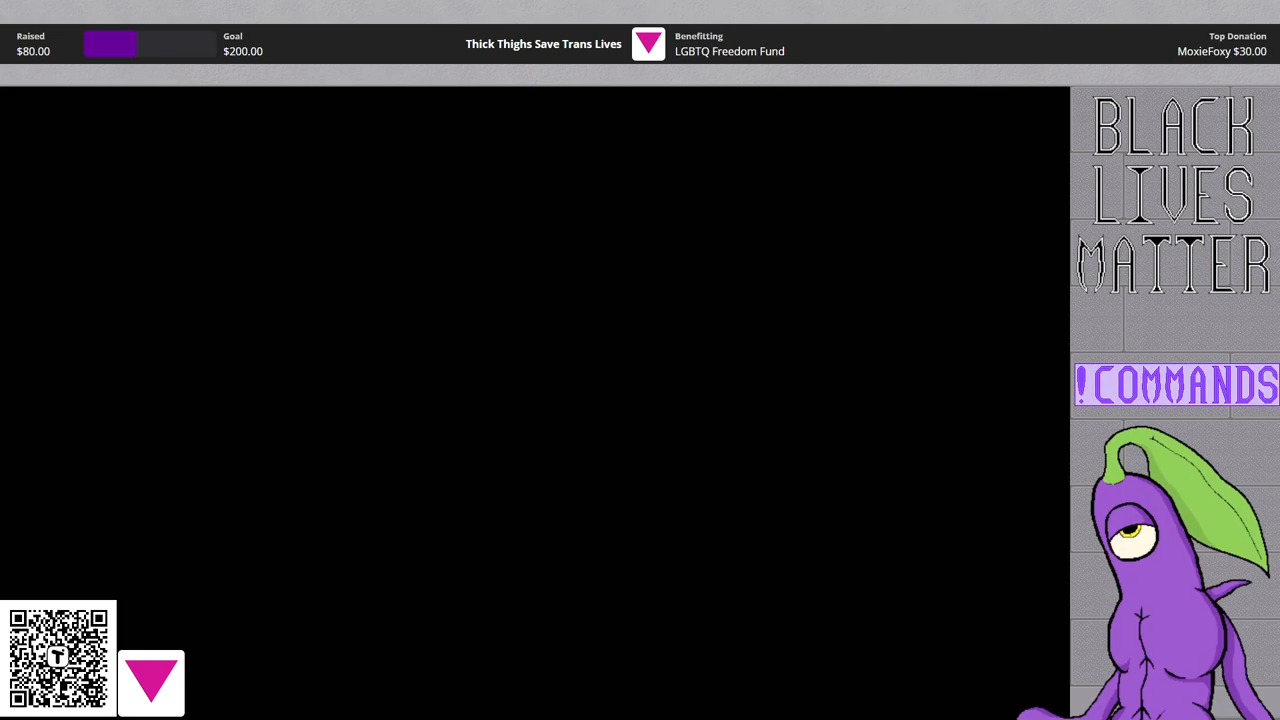 Raised
$80.00
Goal
$200.00
Thick Thighs Save Trans Lives
Benefitting
LGBTQ Freedom Fund
Top Donation
MoxieFoxy $30.00
BLACK
LIVES
MATTER
!COMMANDS
T